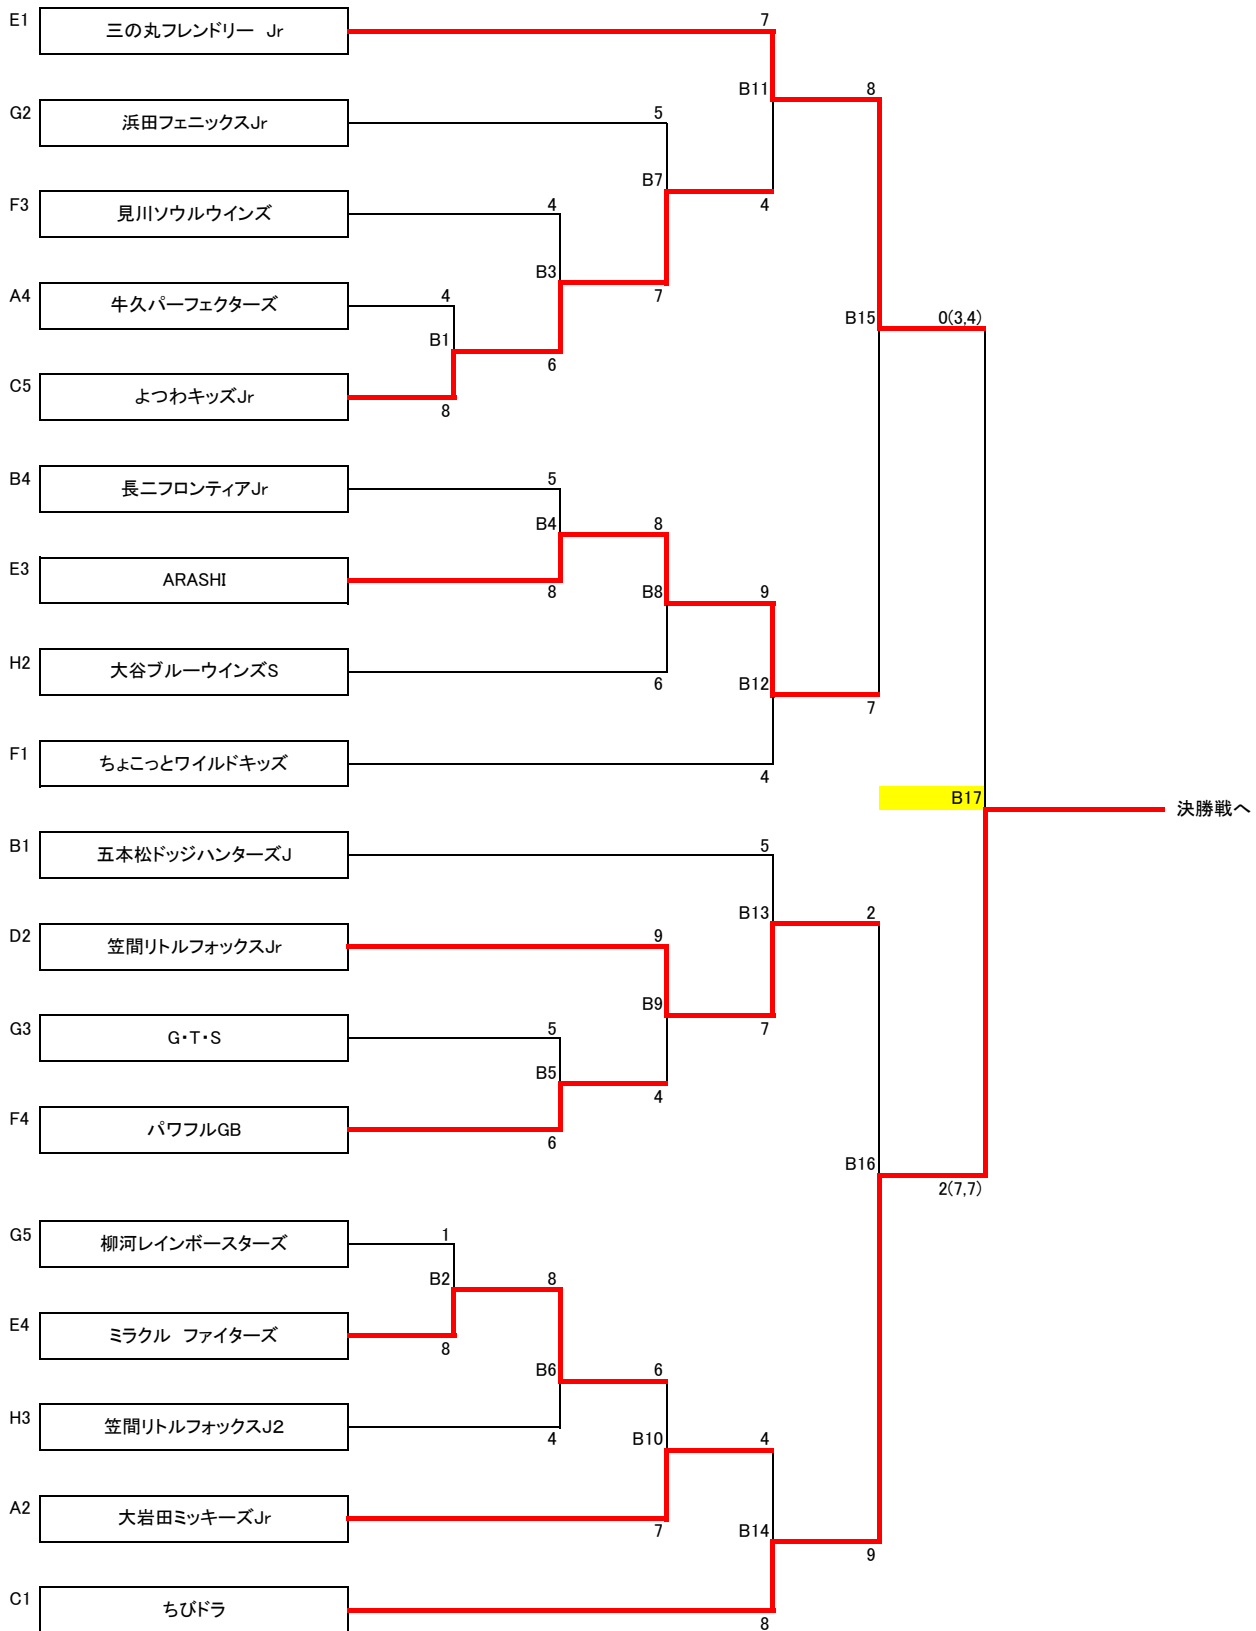 E1 三の丸フレンドリー Jr 7
B11 8
G2 浜田フェニックスJr 5
B7 4
F3 見川ソウルウインズ 4
B3 7
A4 牛久パーフェクターズ 4
B1 6
B15 0(3,4)
C5 よつわキッズJr 8
B4 長二フロンティアJr 5
B4 8
E3 ARASHI 8
B8 9
H2 大谷ブルーウインズS 6
B12 7
F1 ちょこっとワイルドキッズ 4
B17 決勝戦へ
B1 五本松ドッジハンターズJ 5
B13 2
D2 笠間リトルフォックスJr 9
B9 7
G3 G・T・S 5
B5 4
F4 パワフルGB 6
B16 2(7,7)
G5 柳河レインボースターズ 1
B2 8
E4 ミラクル ファイターズ 8
B6 6
H3 笠間リトルフォックスJ2 4
B10 4
A2 大岩田ミッキーズJr 7
B14 9
C1 ちびドラ 8